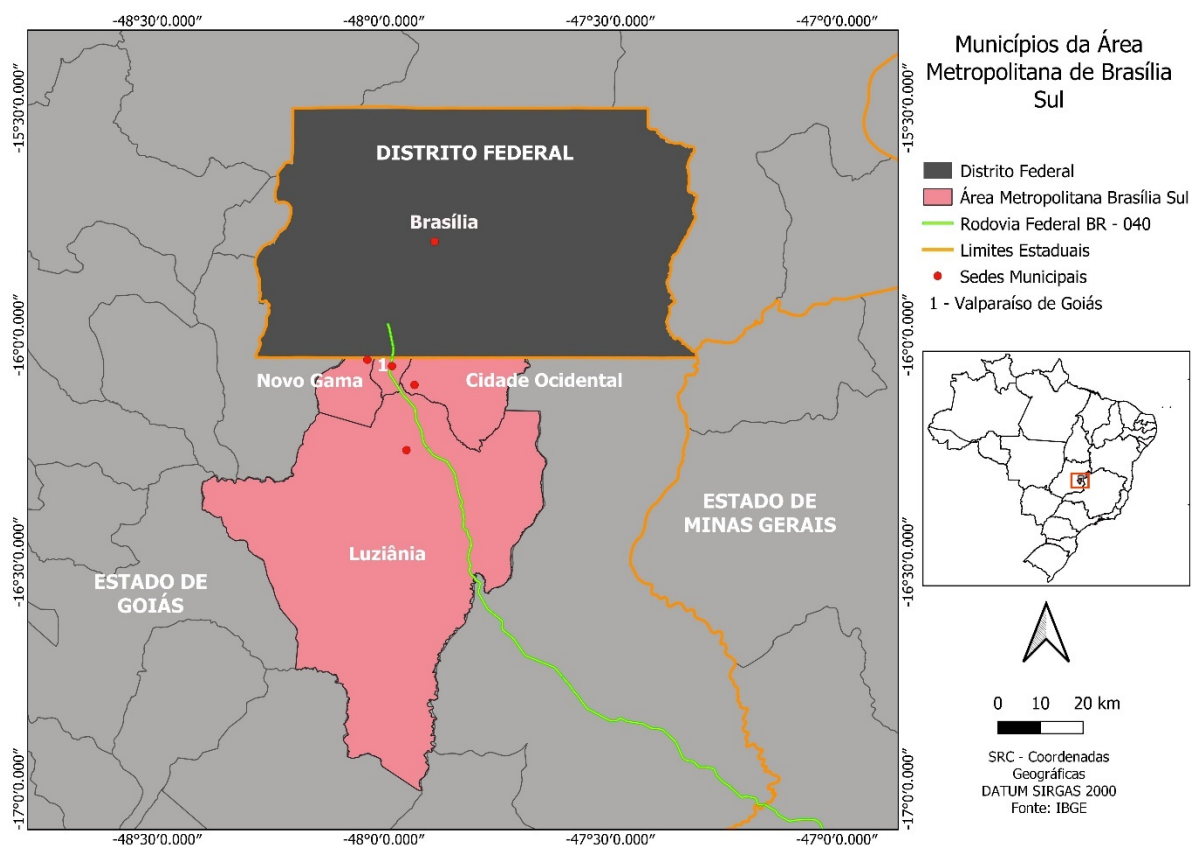 -48°30'0.000"
-48°0'0.000"
-47°30'0.000"
-47°0'0.000"
-15°30'0.000"
-16°0'0.000"
-16°30'0.000"
-17°0'0.000"
DISTRITO FEDERAL
Brasília
Novo Gama
1
Cidade Ocidental
Luziânia
ESTADO DE
GOIÁS
ESTADO DE
MINAS GERAIS
-15°30'0.000"
-16°0'0.000"
-16°30'0.000"
-17°0'0.000"
-48°30'0.000"
-48°0'0.000"
-47°30'0.000"
-47°0'0.000"
Municípios da Área
Metropolitana de Brasília
Sul
Distrito Federal
Área Metropolitana Brasília Sul
Rodovia Federal BR - 040
Limites Estaduais
Sedes Municipais
1 - Valparaíso de Goiás
0 10 20 km
SRC - Coordenadas
Geográficas
DATUM SIRGAS 2000
Fonte: IBGE